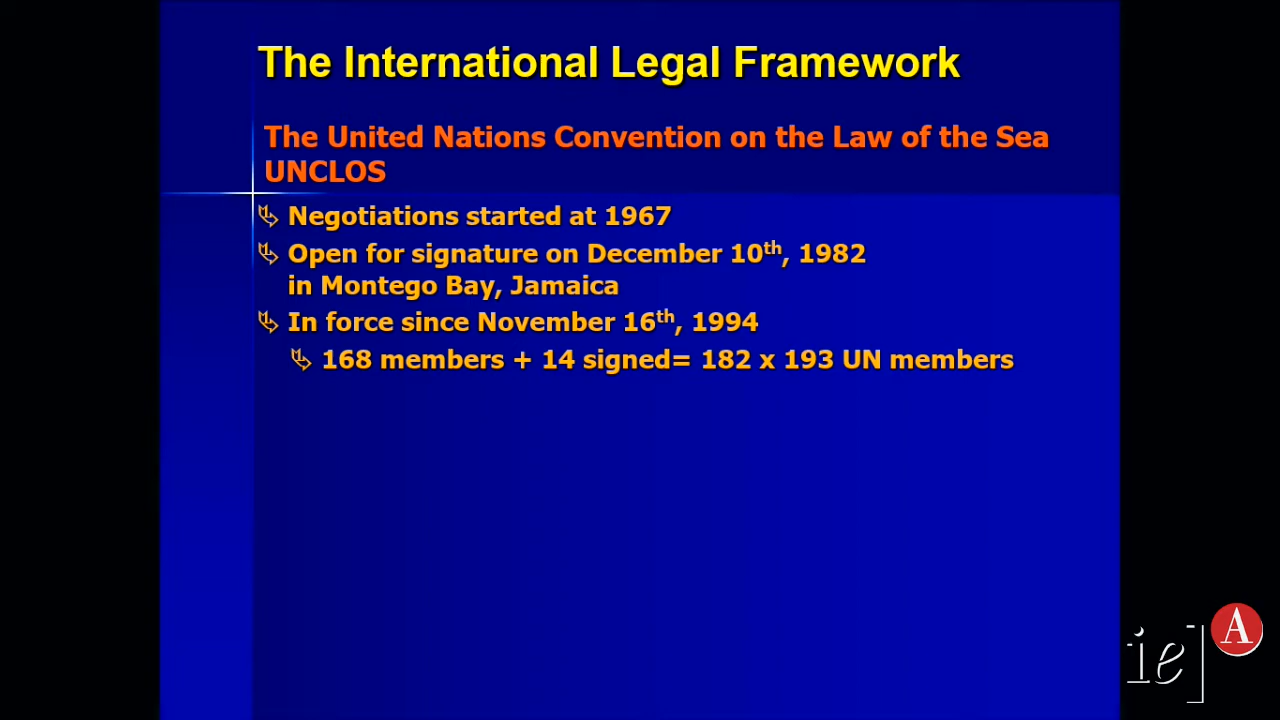 The International Legal Framework
The United Nations Convention on the Law of the Sea
UNCLOS
Negotiations started at 1967
Open for signature on December 10th, 1982
in Montego Bay, Jamaica
In force since November 16th, 1994
168 members + 14 signed= 182 x 193 UN members
ie]
A